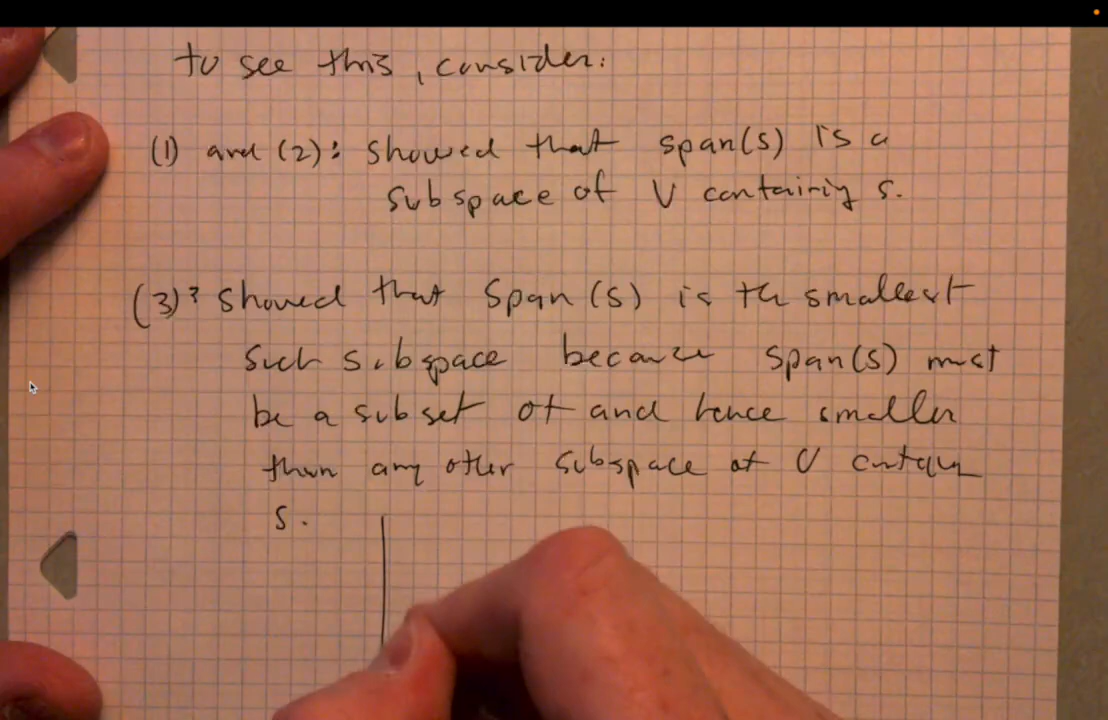 to see this, consider:
(1) and (2): showed that span(s) is a
subspace of V containing s.
(3): showed that span(s) is the smallest
such subspace because span(s) must
be a subset of and hence smaller
than any other subspace of V
s.